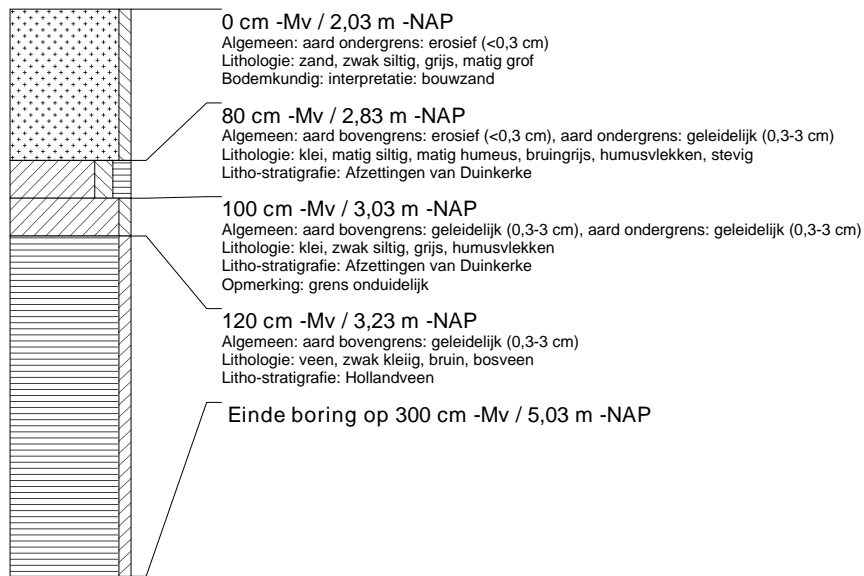 0 cm -Mv / 2,03 m -NAP
Algemeen: aard ondergrens: erosief (<0,3 cm)
Lithologie: zand, zwak siltig, grijs, matig grof
Bodemkundig: interpretatie: bouwzand
80 cm -Mv / 2,83 m -NAP
Algemeen: aard bovengrens: erosief (<0,3 cm), aard ondergrens: geleidelijk (0,3-3 cm)
Lithologie: klei, matig siltig, matig humeus, bruingrijs, humusvlekken, stevig
Litho-stratigrafie: Afzettingen van Duinkerke
100 cm -Mv / 3,03 m -NAP
Algemeen: aard bovengrens: geleidelijk (0,3-3 cm), aard ondergrens: geleidelijk (0,3-3 cm)
Lithologie: klei, zwak siltig, grijs, humusvlekken
Litho-stratigrafie: Afzettingen van Duinkerke
Opmerking: grens onduidelijk
120 cm -Mv / 3,23 m -NAP
Algemeen: aard bovengrens: geleidelijk (0,3-3 cm)
Lithologie: veen, zwak kleiig, bruin, bosveen
Litho-stratigrafie: Hollandveen
Einde boring op 300 cm -Mv / 5,03 m -NAP